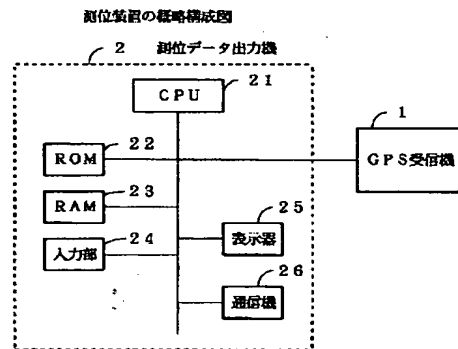 測位装置の概略構成図
2 測位データ出力機
21
CPU
1
22
ROM
GPS受信機
23
RAM
25
24
表示器
入力部
26
通信機